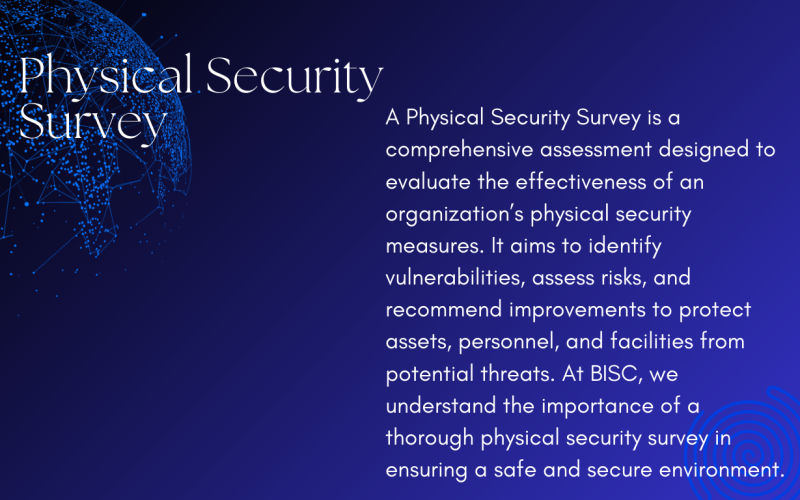 Physical Security
Survey
A Physical Security Survey is a
comprehensive assessment designed to
evaluate the effectiveness of an
organization’s physical security
measures. It aims to identify
vulnerabilities, assess risks, and
recommend improvements to protect
assets, personnel, and facilities from
potential threats. At BISC, we
understand the importance of a
thorough physical security survey in
ensuring a safe and secure environment.